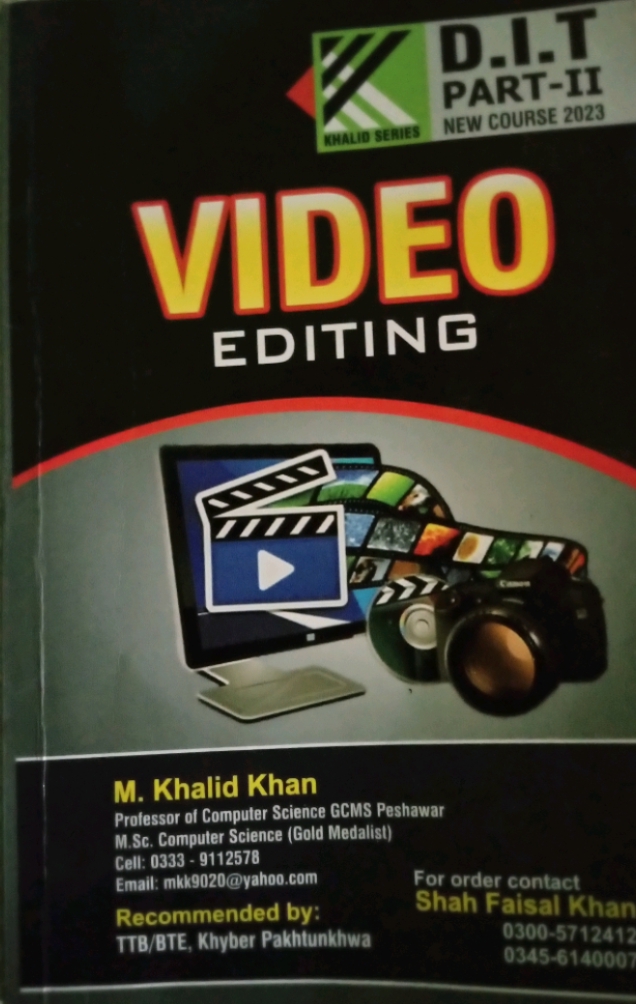 D.I.T
PART-II
NEW COURSE 2023
KHALID SERIES
VIDEO
EDITING
Canon
M. Khalid Khan
Professor of Computer Science GCMS Peshawar
M.Sc. Computer Science (Gold Medalist)
Cell: 0333 - 9112578
Email: mkk9020@yahoo.com
Recommended by:
TTB/BTE, Khyber Pakhtunkhwa
For order contact
Shah Faisal Khan
0300-5712412
0345-6140007